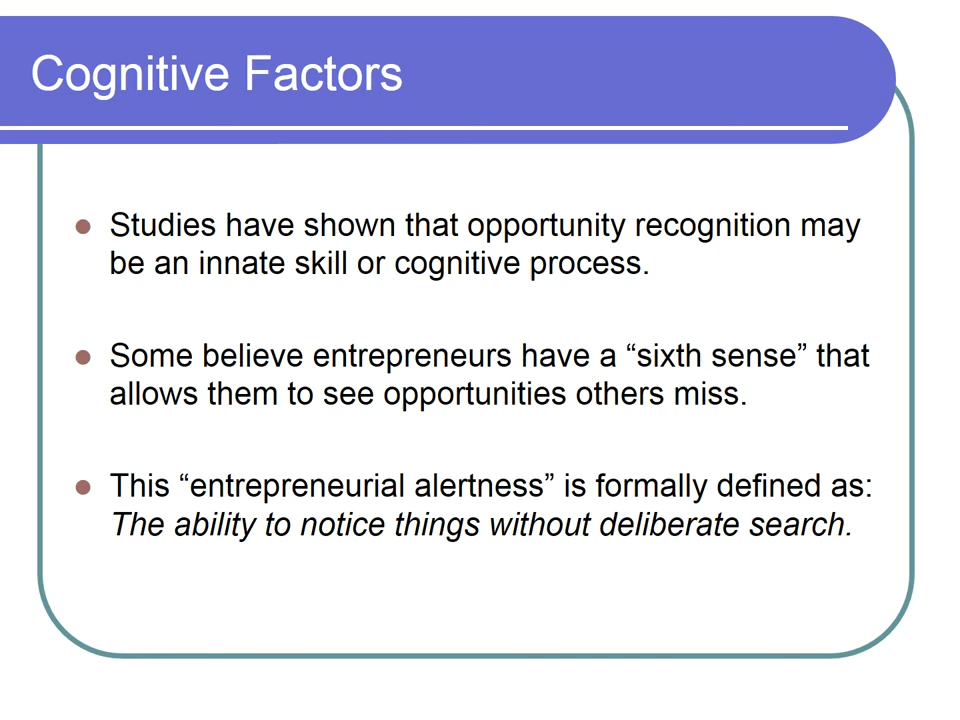 Cognitive Factors
Studies have shown that opportunity recognition may
be an innate skill or cognitive process.
Some believe entrepreneurs have a “sixth sense” that
allows them to see opportunities others miss.
This “entrepreneurial alertness” is formally defined as:
The ability to notice things without deliberate search.